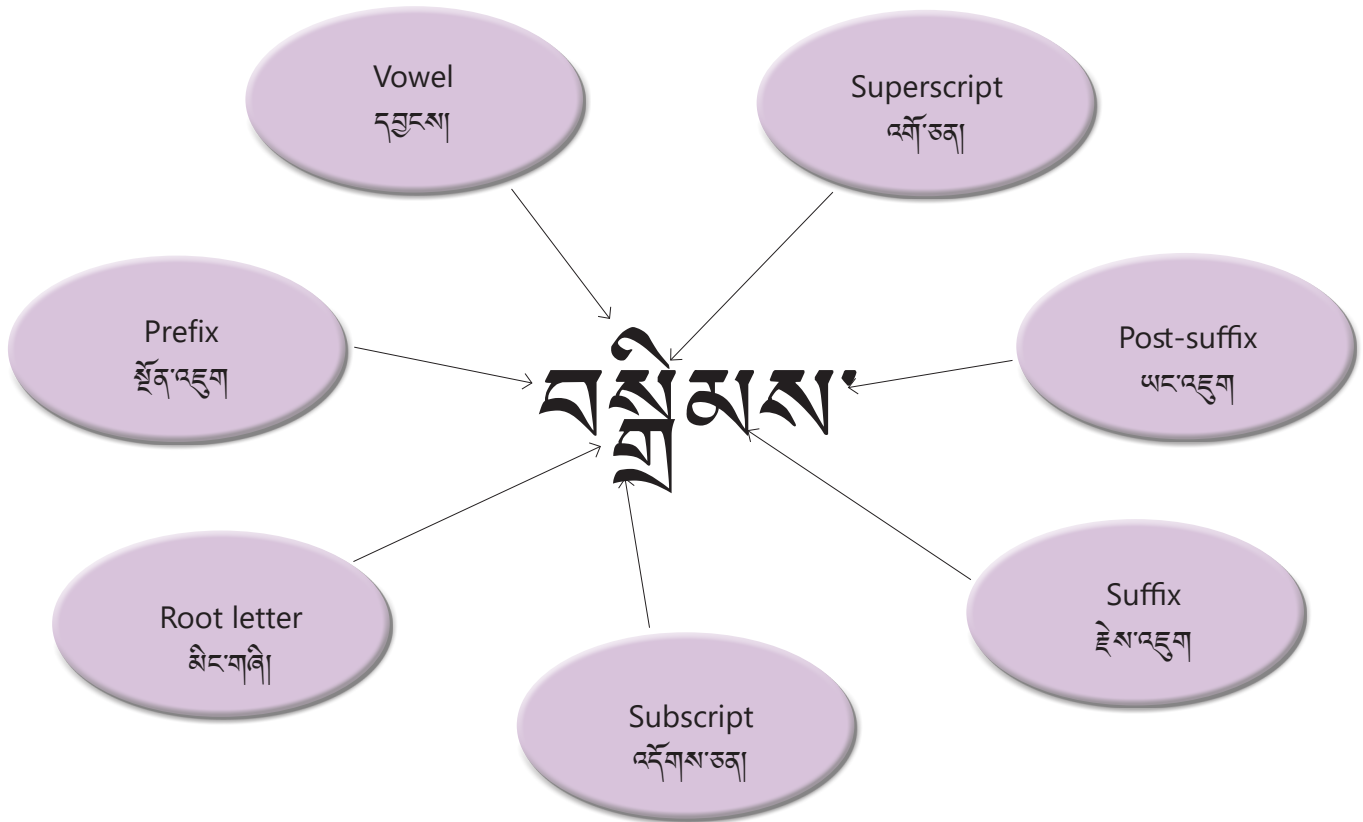 Vowel
དབྱངས།
Superscript
འགོ་ཅན།
Prefix
སྔོན་འཇུག
Post-suffix
ཡང་འཇུག
བསྒྲིམས་
Root letter
མིང་གཞི།
Suffix
རྗེས་འཇུག
Subscript
འདོགས་ཅན།